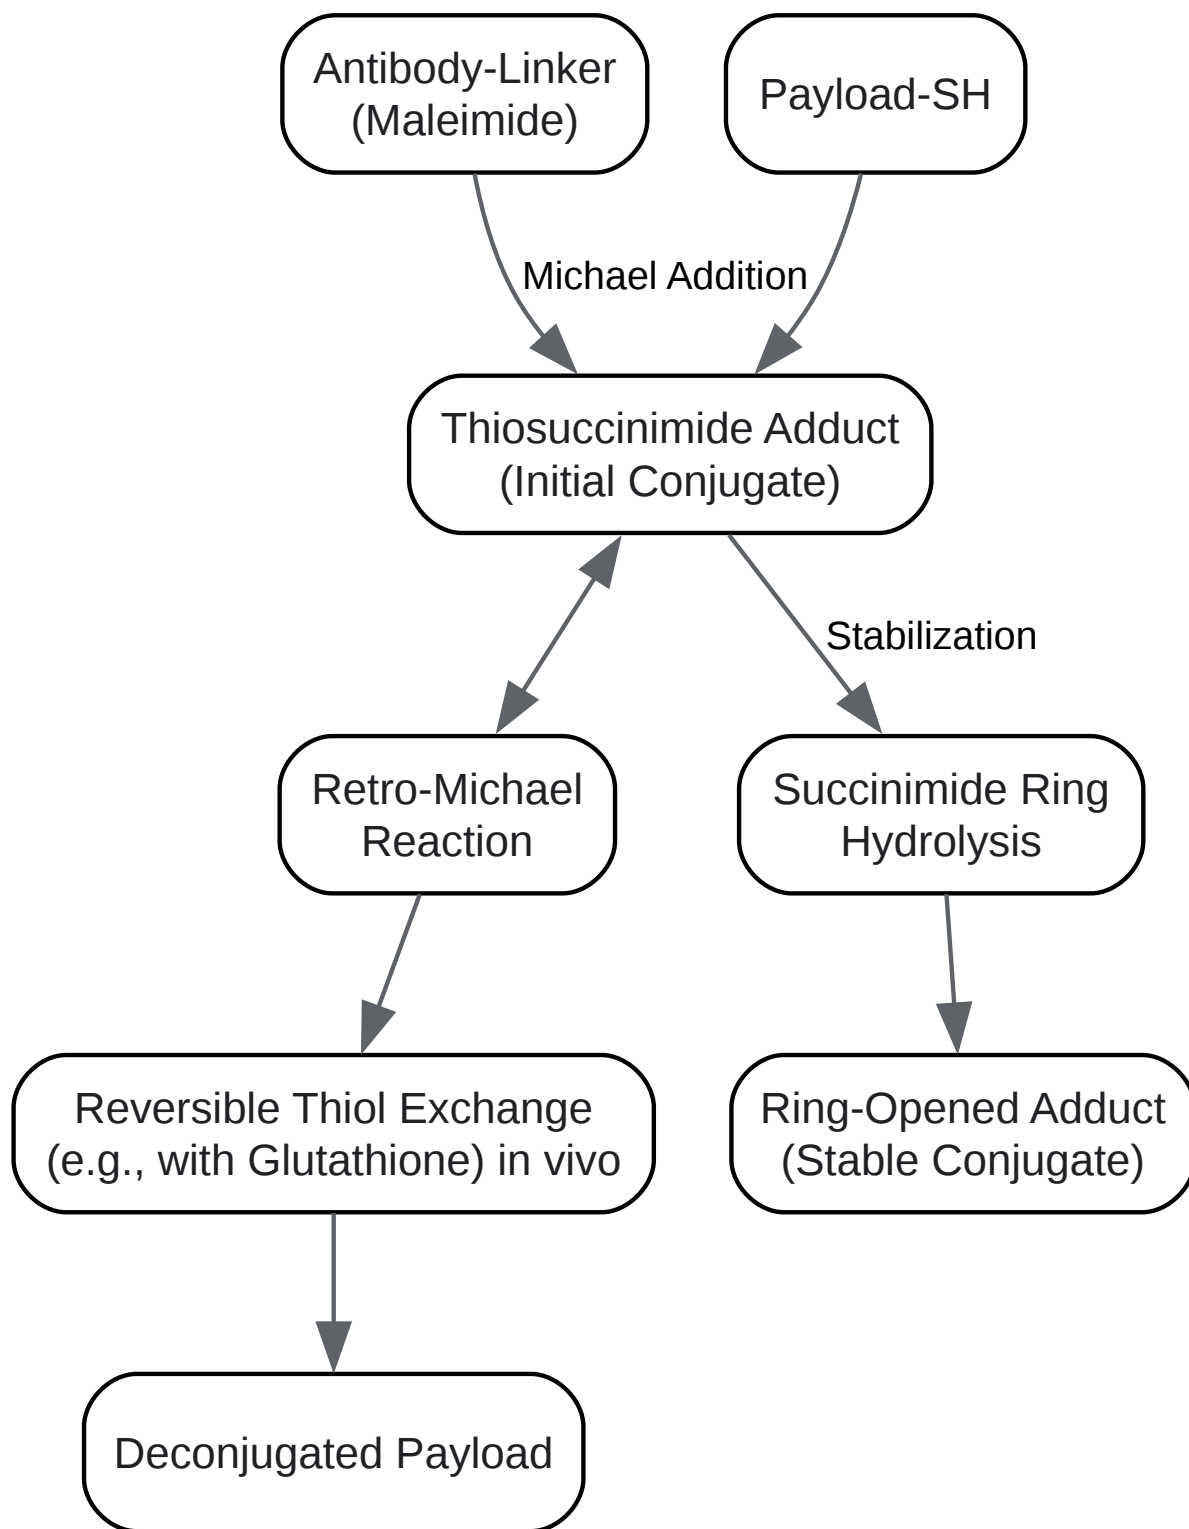 Antibody-Linker
(Maleimide)
Payload-SH
Michael Addition
Thiosuccinimide Adduct
(Initial Conjugate)
Stabilization
Retro-Michael
Reaction
Succinimide Ring
Hydrolysis
Reversible Thiol Exchange
(e.g., with Glutathione) in vivo
Ring-Opened Adduct
(Stable Conjugate)
Deconjugated Payload